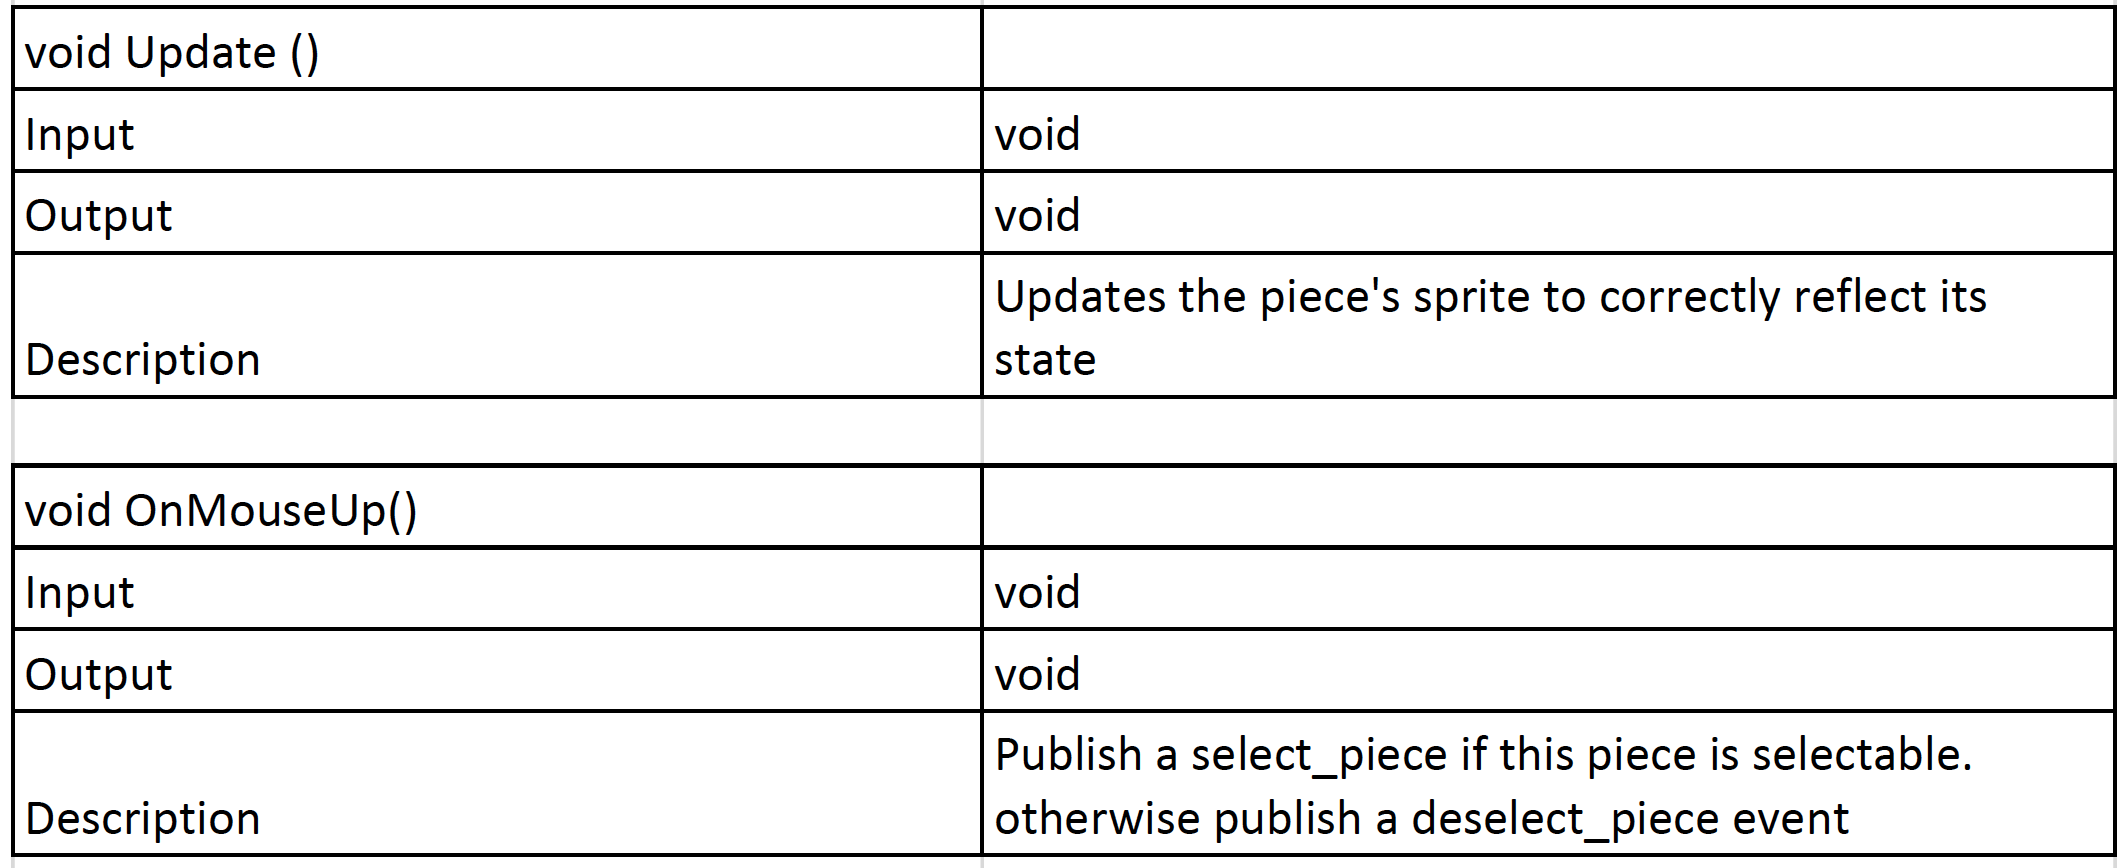 void Update ()
Input void
Output void
Description Updates the piece's sprite to correctly reflect its
state
void OnMouseUp()
Input void
Output void
Description Publish a select_piece if this piece is selectable.
otherwise publish a deselect_piece event